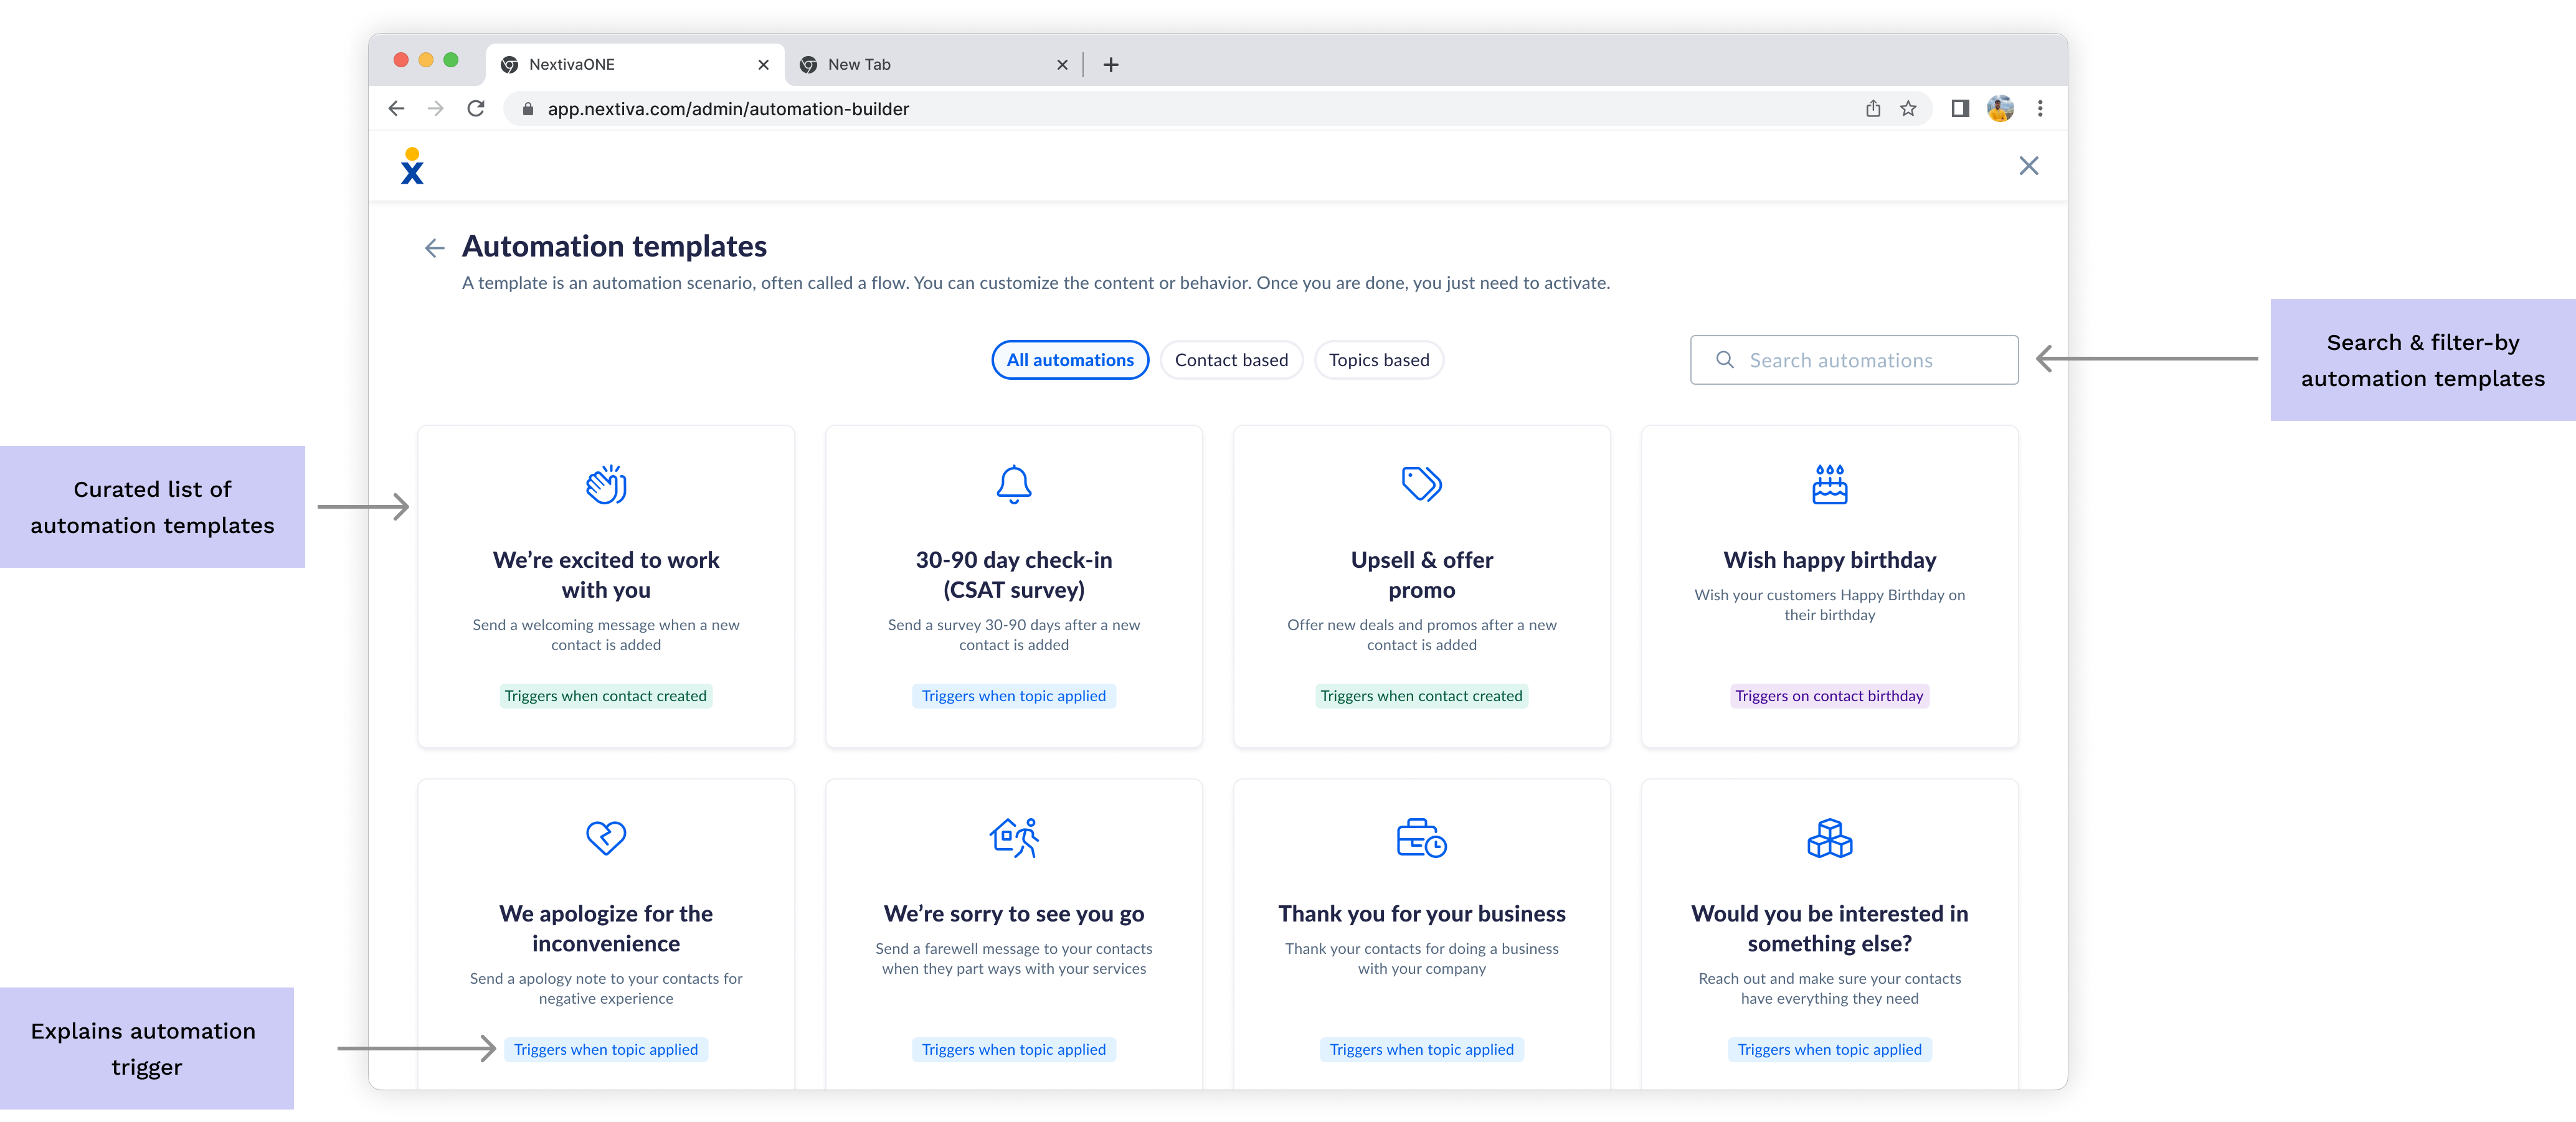 NextivaONE
New Tab
app.nextiva.com/admin/automation-builder
Automation templates
A template is an automation scenario, often called a flow. You can customize the content or behavior. Once you are done, you just need to activate.
All automations
Contact based
Topics based
Search automations
Search & filter-by
automation templates
Curated list of
automation templates
We’re excited to work
with you
Send a welcoming message when a new
contact is added
Triggers when contact created
30-90 day check-in
(CSAT survey)
Send a survey 30-90 days after a new
contact is added
Triggers when topic applied
Upsell & offer
promo
Offer new deals and promos after a new
contact is added
Triggers when contact created
Wish happy birthday
Wish your customers Happy Birthday on
their birthday
Triggers on contact birthday
Explains automation
trigger
We apologize for the
inconvenience
Send a apology note to your contacts for
negative experience
Triggers when topic applied
We’re sorry to see you go
Send a farewell message to your contacts
when they part ways with your services
Triggers when topic applied
Thank you for your business
Thank your contacts for doing a business
with your company
Triggers when topic applied
Would you be interested in
something else?
Reach out and make sure your contacts
have everything they need
Triggers when topic applied